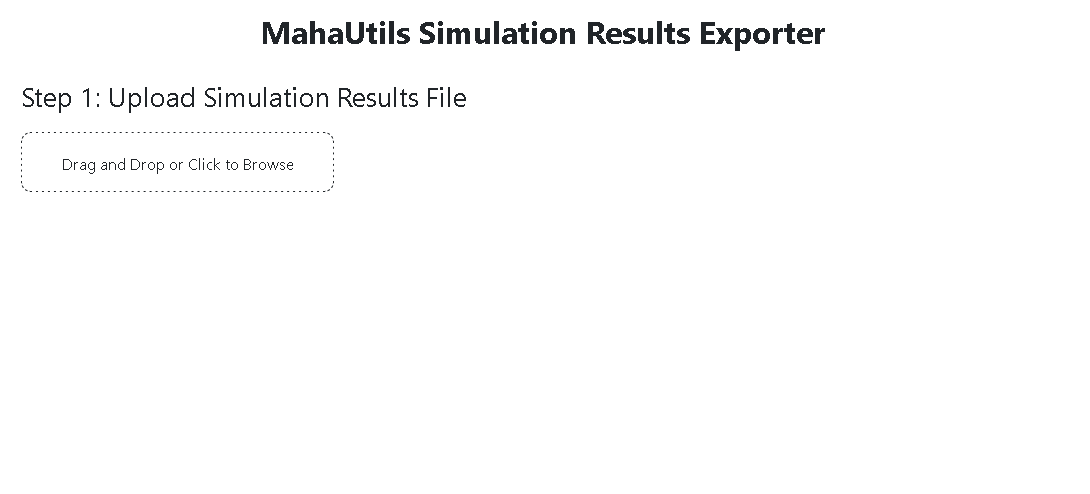 MahaUtils Simulation Results Exporter
Step 1: Upload Simulation Results File
Drag and Drop or Click to Browse